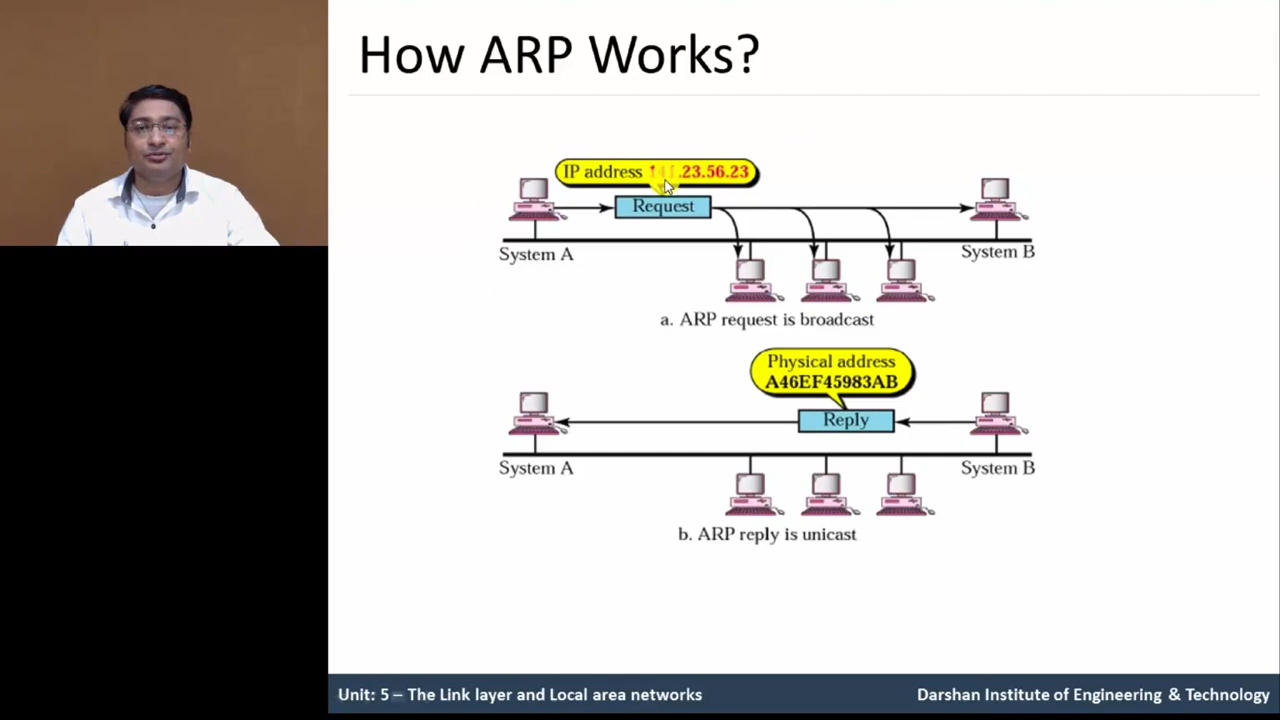 How ARP Works?
IP address 141.23.56.23
Request
System A
System B
a. ARP request is broadcast
Physical address
A46EF45983AB
Reply
System A
System B
b. ARP reply is unicast
Unit: 5 – The Link layer and Local area networks
Darshan Institute of Engineering & Technology